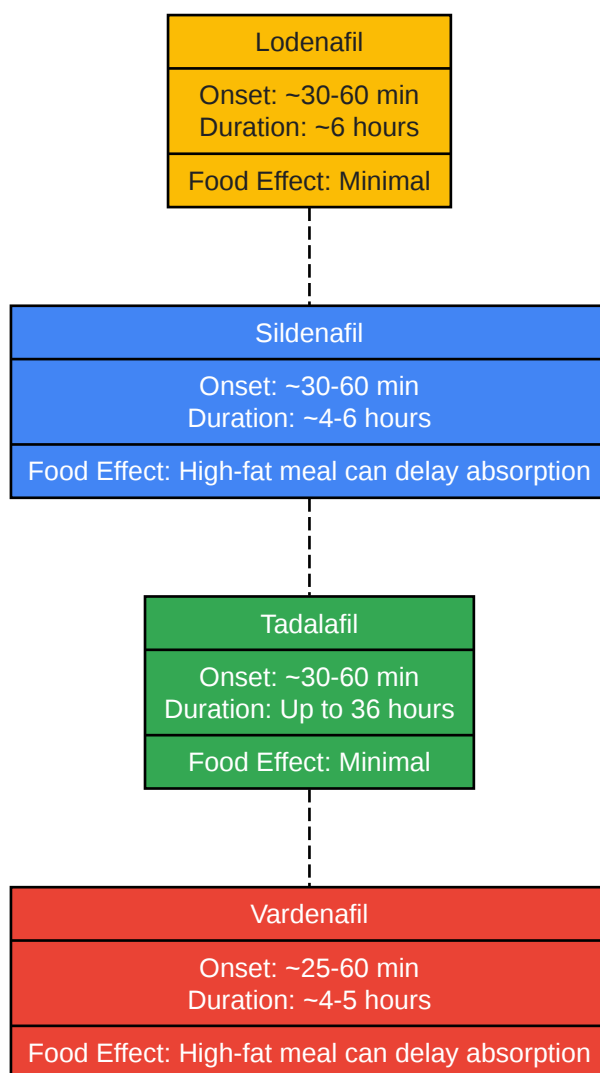 Lodenafil
Onset: ~30-60 min
Duration: ~6 hours
Food Effect: Minimal
Sildenafil
Onset: ~30-60 min
Duration: ~4-6 hours
Food Effect: High-fat meal can delay absorption
Tadalafil
Onset: ~30-60 min
Duration: Up to 36 hours
Food Effect: Minimal
Vardenafil
Onset: ~25-60 min
Duration: ~4-5 hours
Food Effect: High-fat meal can delay absorption